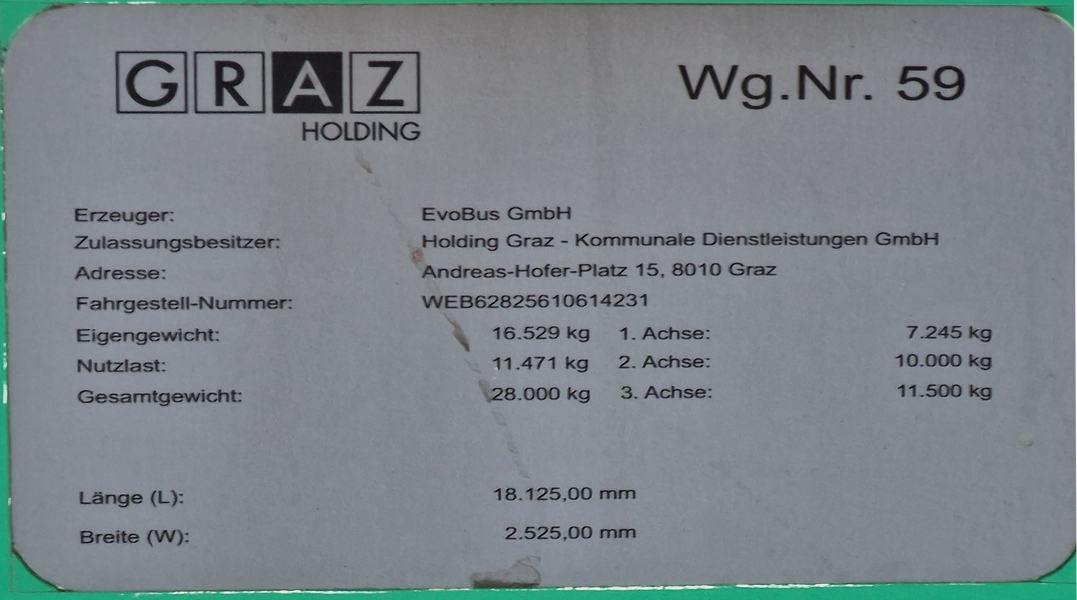 GRAZ Wg.Nr. 59
HOLDING
Erzeuger: EvoBus GmbH
Zulassungsbesitzer: Holding Graz - Kommunale Dienstleistungen GmbH
Adresse: Andreas-Hofer-Platz 15, 8010 Graz
Fahrgestell-Nummer: WEB62825610614231
Eigengewicht: 16.529 kg 1. Achse: 7.245 kg
Nutzlast: 11.471 kg 2. Achse: 10.000 kg
Gesamtgewicht: 28.000 kg 3. Achse: 11.500 kg
Länge (L): 18.125,00 mm
Breite (W): 2.525,00 mm